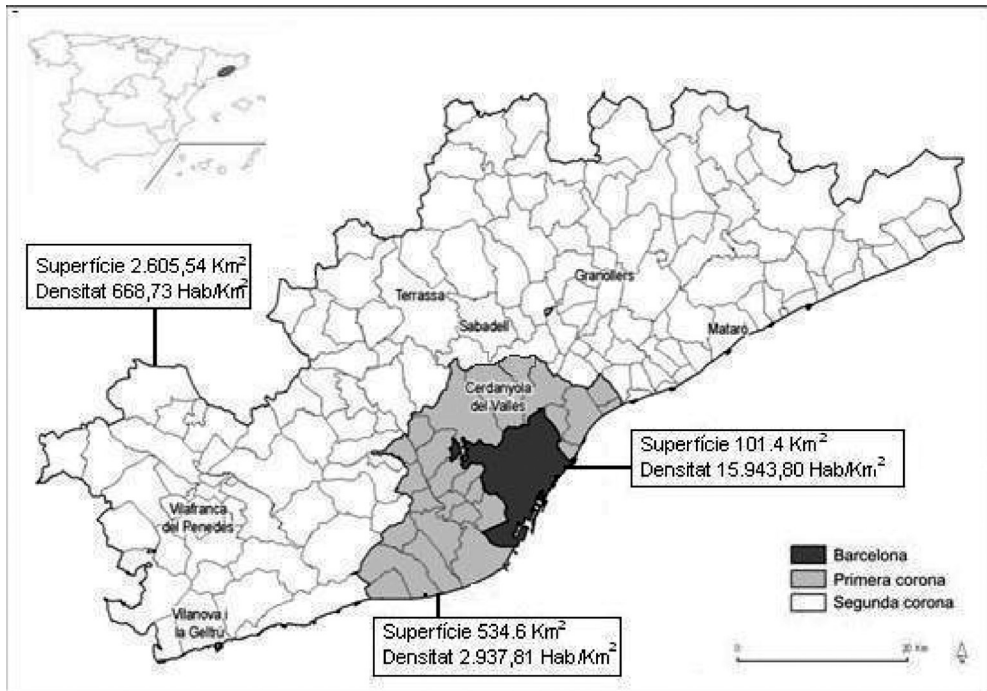 Superfície 2.605,54 Km²
Densitat 668,73 Hab/Km²
Granollers
Terrassa
Sabadell
Mataró
Cerdanyola
del Valles
Superfície 101.4 Km²
Densitat 15.943,80 Hab/Km²
Vilafranca
del Penedès
Barcelona
Primera corona
Segunda corona
Vilanova i
la Geltrú
Superfície 534.6 Km²
Densitat 2.937,81 Hab/Km²
0
20 Km